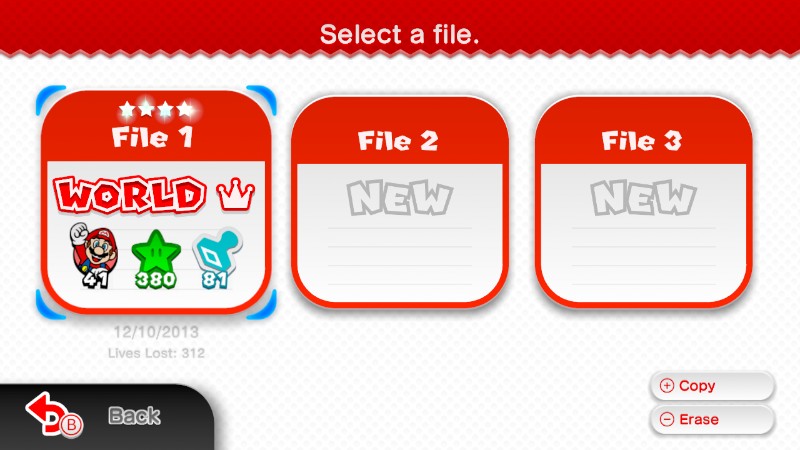 Select a file.
File 1
WORLD
41 380 81
12/10/2013
Lives Lost: 312
File 2
NEW
File 3
NEW
B Back
+ Copy
− Erase